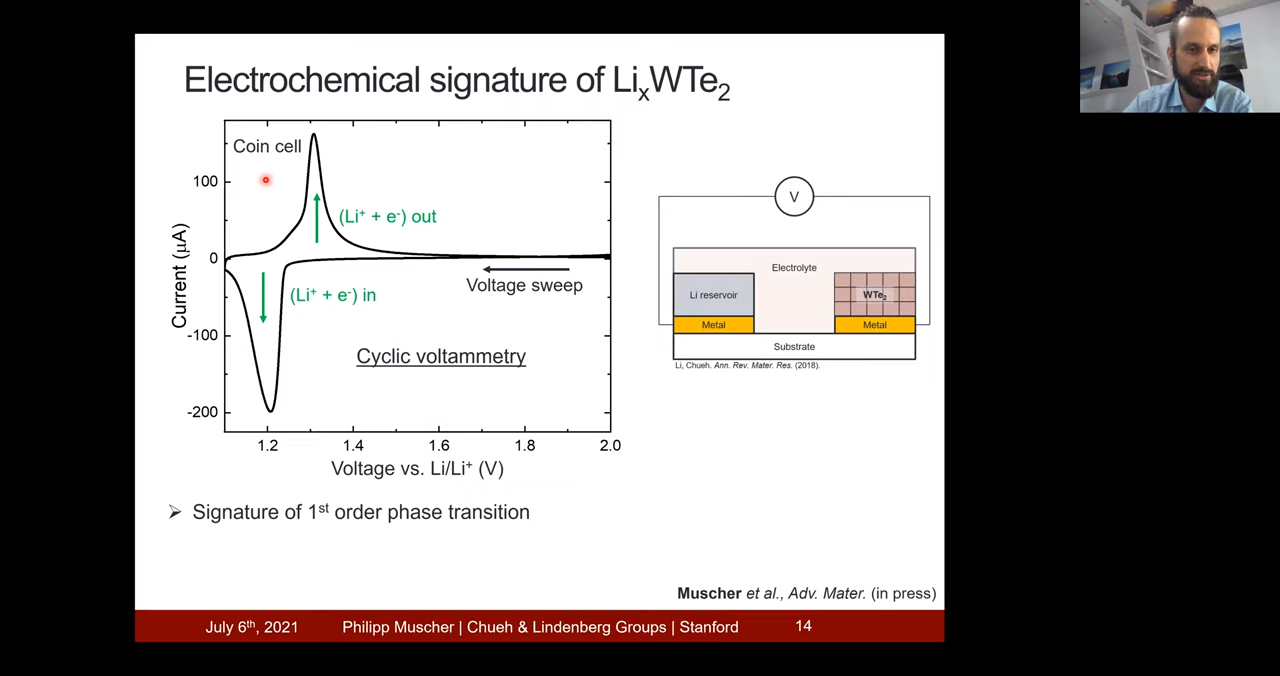 Electrochemical signature of LiₓWTe₂
Coin cell
100
0
-100
-200
Current (μA)
(Li⁺ + e⁻) out
(Li⁺ + e⁻) in
Voltage sweep
Cyclic voltammetry
1.2 1.4 1.6 1.8 2.0
Voltage vs. Li/Li⁺ (V)
V
Electrolyte
Li reservoir
WTe₂
Metal
Metal
Substrate
Li, Chueh. Ann. Rev. Mater. Res. (2018).
➢ Signature of 1ˢᵗ order phase transition
Muscher et al., Adv. Mater. (in press)
July 6ᵗʰ, 2021 Philipp Muscher | Chueh & Lindenberg Groups | Stanford 14